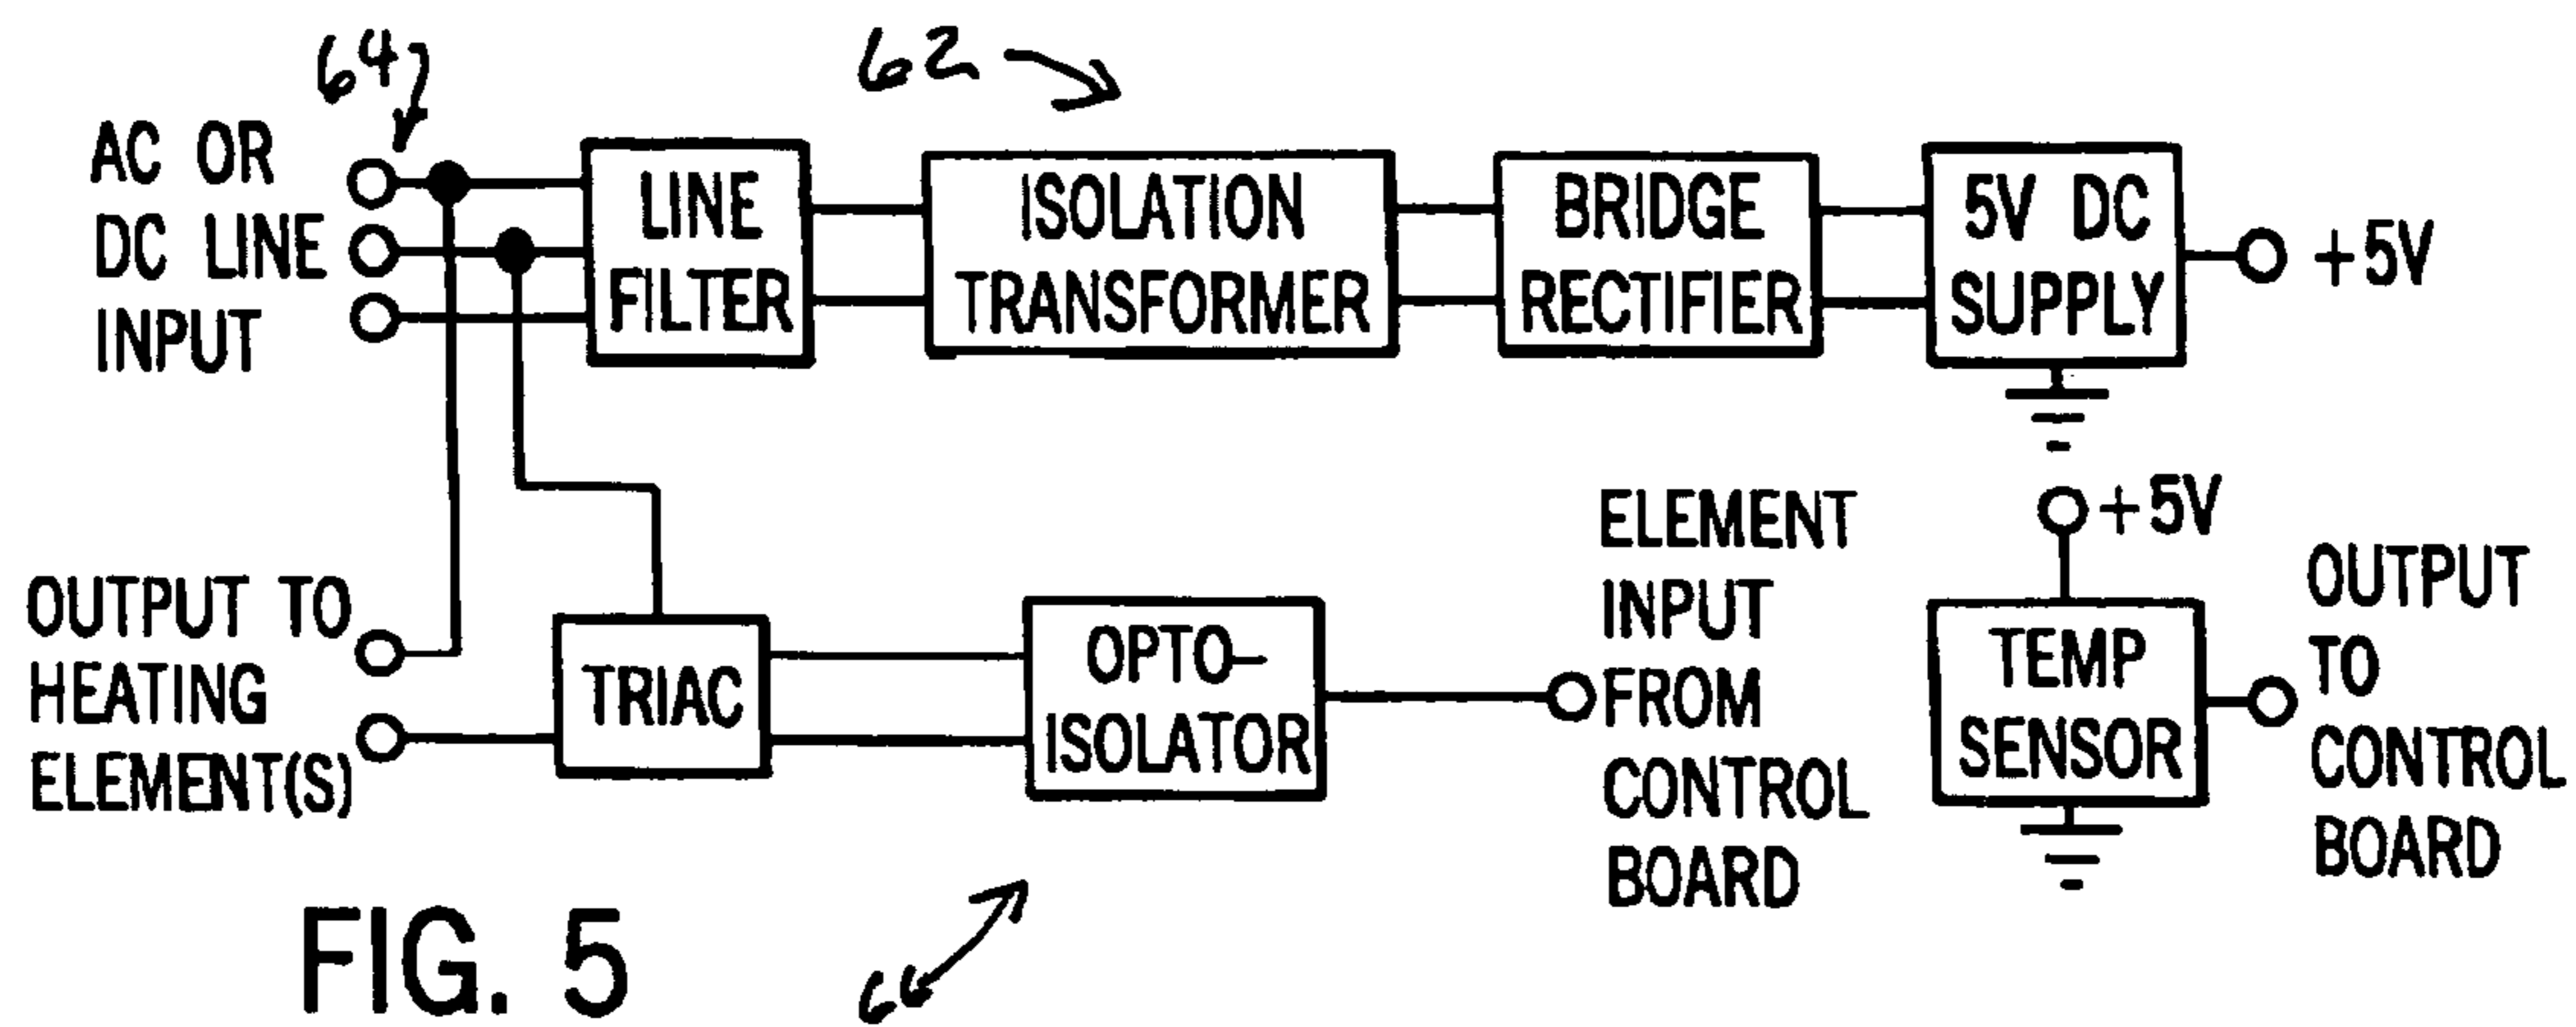 64
62
AC OR
DC LINE
INPUT
LINE
FILTER
ISOLATION
TRANSFORMER
BRIDGE
RECTIFIER
5V DC
SUPPLY
+5V
OUTPUT TO
HEATING
ELEMENT(S)
TRIAC
OPTO-
ISOLATOR
ELEMENT
INPUT
FROM
CONTROL
BOARD
+5V
TEMP
SENSOR
OUTPUT
TO
CONTROL
BOARD
FIG. 5
66